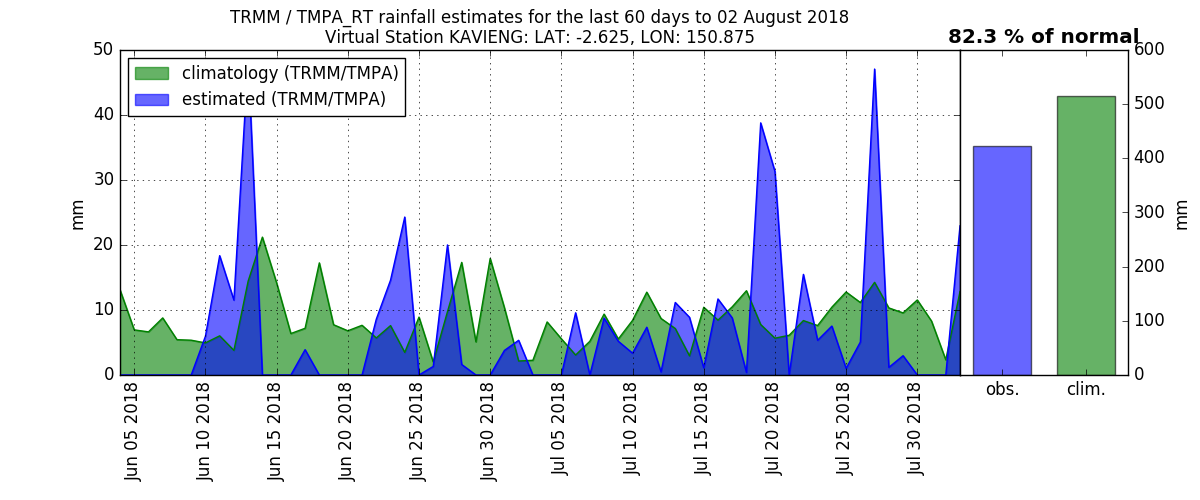 TRMM / TMPA_RT rainfall estimates for the last 60 days to 02 August 2018
Virtual Station KAVIENG: LAT: -2.625, LON: 150.875
82.3 % of normal
climatology (TRMM/TMPA)
estimated (TRMM/TMPA)
50
40
30
20
10
0
mm
Jun 05 2018
Jun 10 2018
Jun 15 2018
Jun 20 2018
Jun 25 2018
Jun 30 2018
Jul 05 2018
Jul 10 2018
Jul 15 2018
Jul 20 2018
Jul 25 2018
Jul 30 2018
obs.
clim.
600
500
400
300
200
100
0
mm